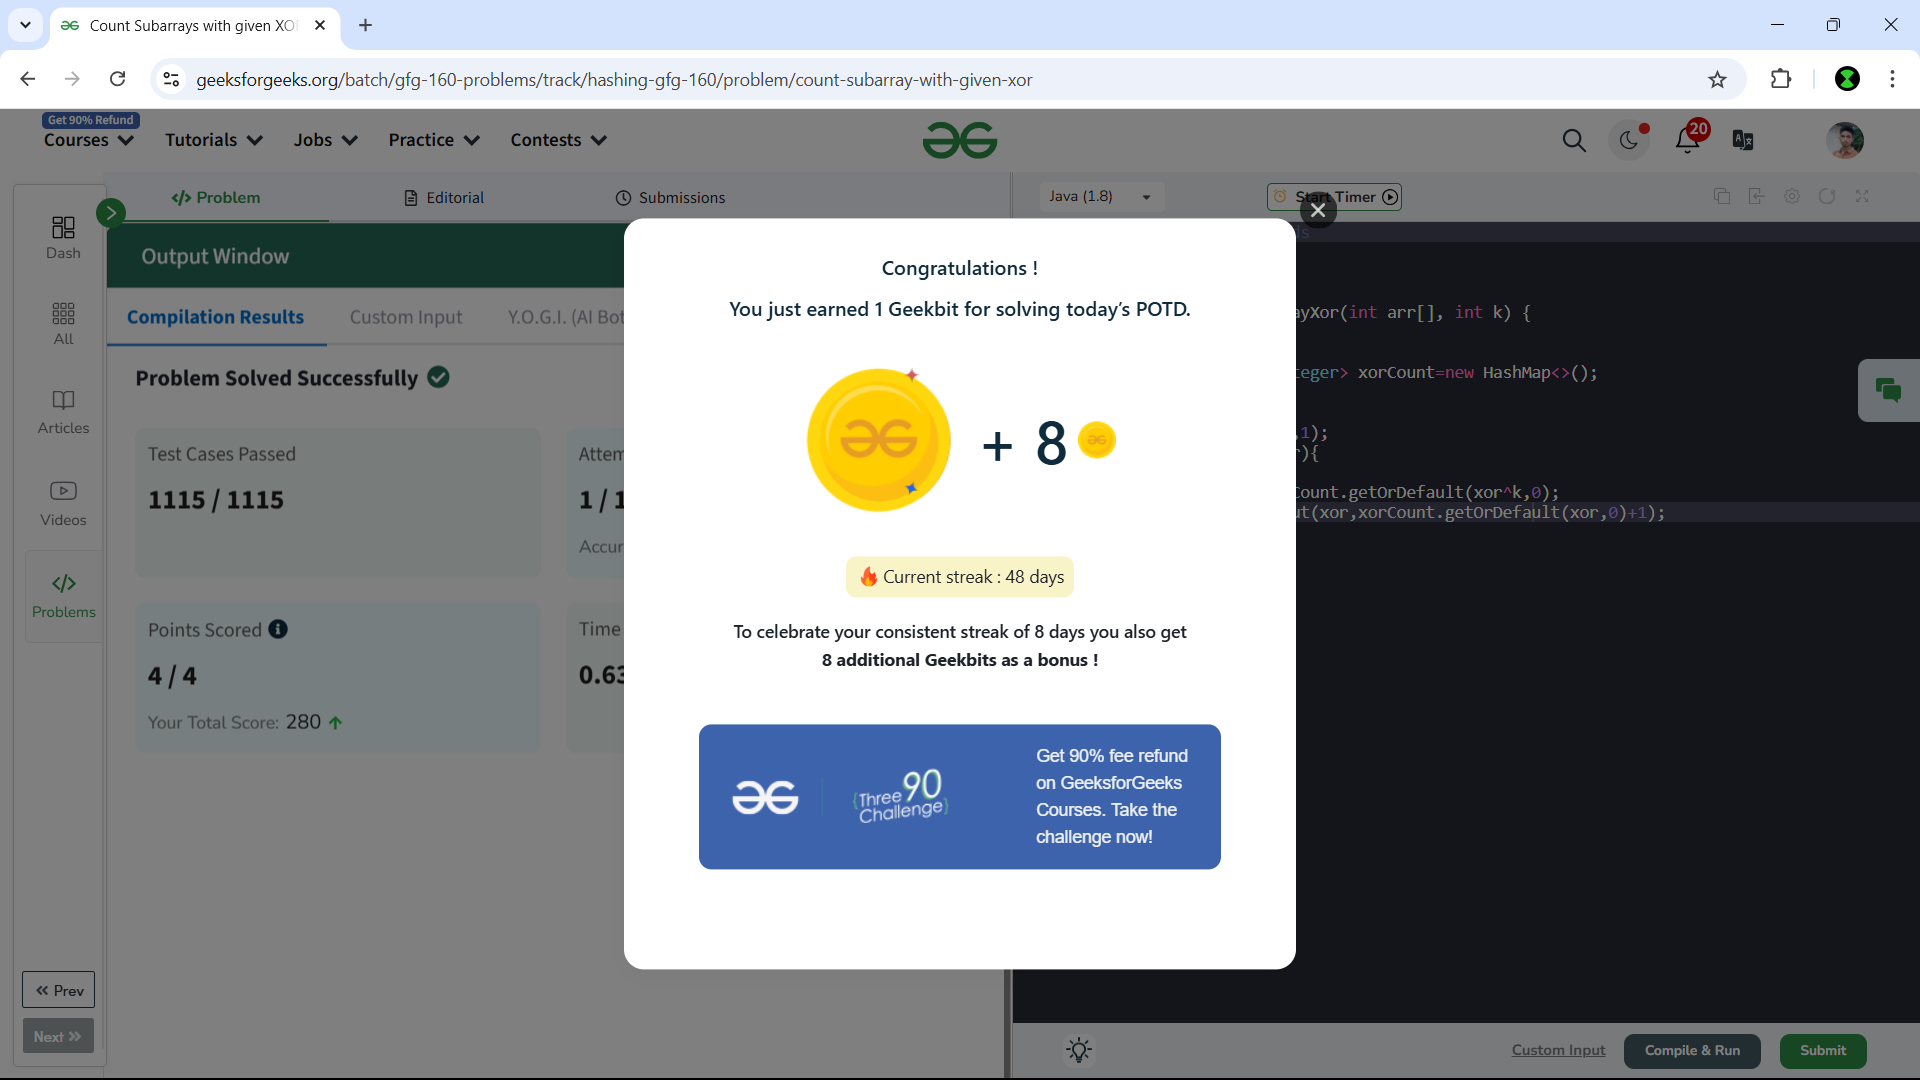 Count Subarrays with given XO
geeksforgeeks.org/batch/gfg-160-problems/track/hashing-gfg-160/problem/count-subarray-with-given-xor
Get 90% Refund
Courses
Tutorials
Jobs
Practice
Contests
20
Problem
Editorial
Submissions
Java (1.8)
Start Timer
Dash
All
Articles
Videos
Problems
Prev
Next
Output Window
Compilation Results
Custom Input
Y.O.G.I. (AI Bot
Problem Solved Successfully
Test Cases Passed
1115 / 1115
Attem
1 / 1
Accur
Points Scored
4 / 4
Your Total Score: 280
Time
0.63
Congratulations !
You just earned 1 Geekbit for solving today's POTD.
+ 8
Current streak : 48 days
To celebrate your consistent streak of 8 days you also get
8 additional Geekbits as a bonus !
{Three 90
Challenge}
Get 90% fee refund
on GeeksforGeeks
Courses. Take the
challenge now!
is
ayXor(int arr[], int k) {
teger> xorCount=new HashMap<>();
,1);
r){
Count.getOrDefault(xor^k,0);
ut(xor,xorCount.getOrDefault(xor,0)+1);
Custom Input
Compile & Run
Submit